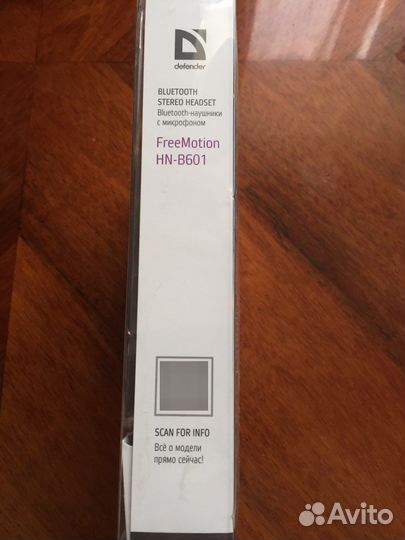 defender
BLUETOOTH
STEREO HEADSET
Bluetooth-наушники
с микрофоном
FreeMotion
HN-B601
SCAN FOR INFO
Всё о модели
прямо сейчас!
Avito